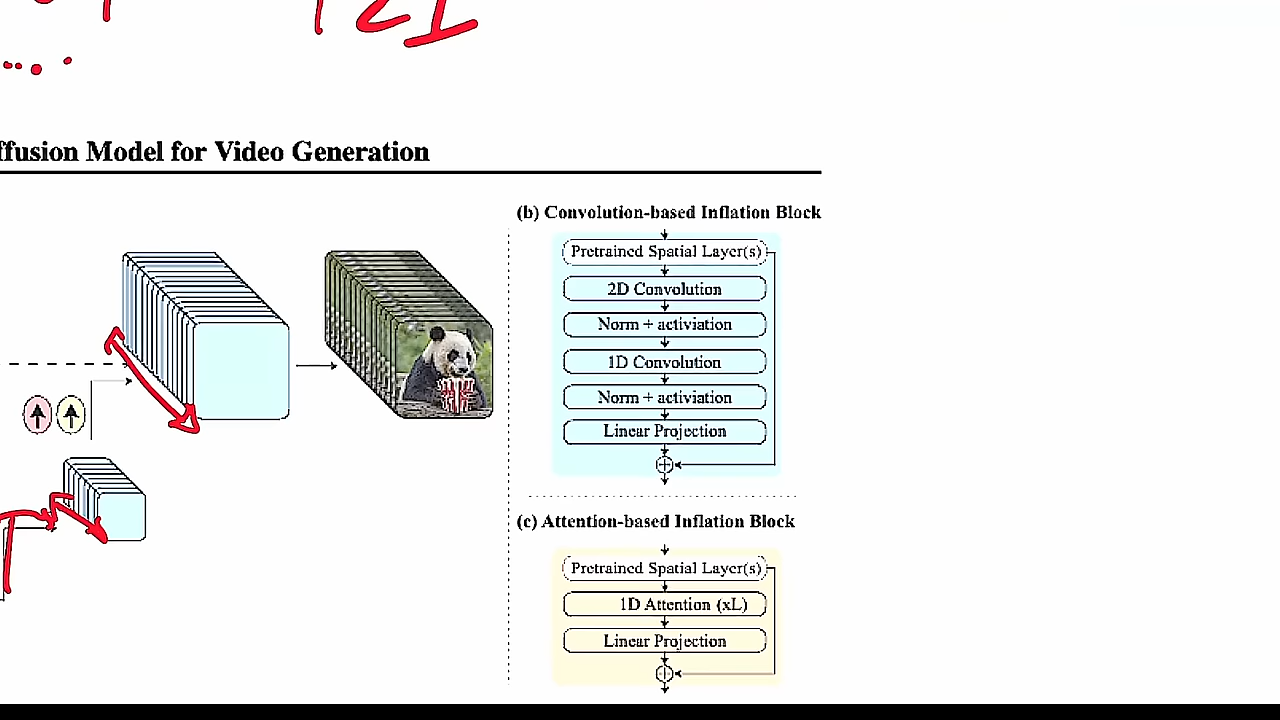 21
ffusion Model for Video Generation
(b) Convolution-based Inflation Block
Pretrained Spatial Layer(s)
2D Convolution
Norm + activiation
1D Convolution
Norm + activiation
Linear Projection
(c) Attention-based Inflation Block
Pretrained Spatial Layer(s)
1D Attention (xL)
Linear Projection